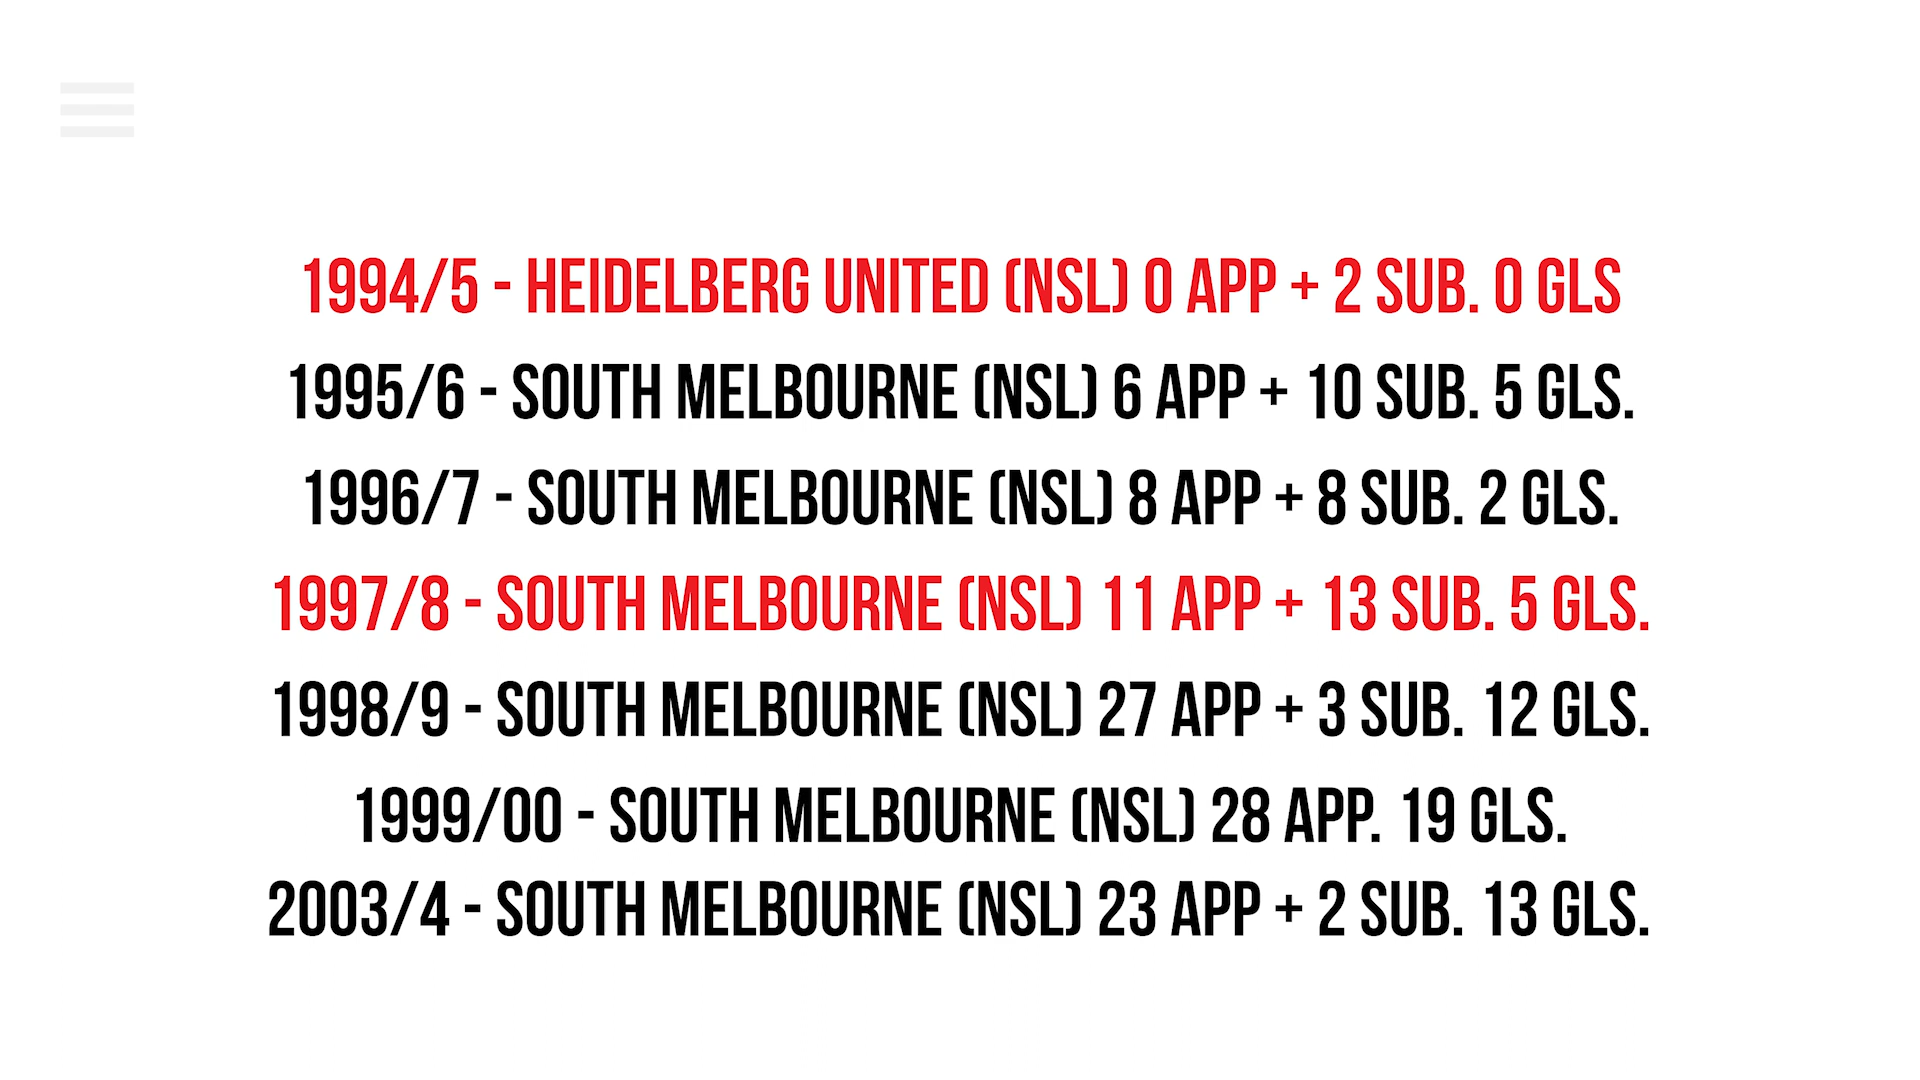 1994/5 - HEIDELBERG UNITED (NSL) 0 APP + 2 SUB. 0 GLS
1995/6 - SOUTH MELBOURNE (NSL) 6 APP + 10 SUB. 5 GLS.
1996/7 - SOUTH MELBOURNE (NSL) 8 APP + 8 SUB. 2 GLS.
1997/8 - SOUTH MELBOURNE (NSL) 11 APP + 13 SUB. 5 GLS.
1998/9 - SOUTH MELBOURNE (NSL) 27 APP + 3 SUB. 12 GLS.
1999/00 - SOUTH MELBOURNE (NSL) 28 APP. 19 GLS.
2003/4 - SOUTH MELBOURNE (NSL) 23 APP + 2 SUB. 13 GLS.